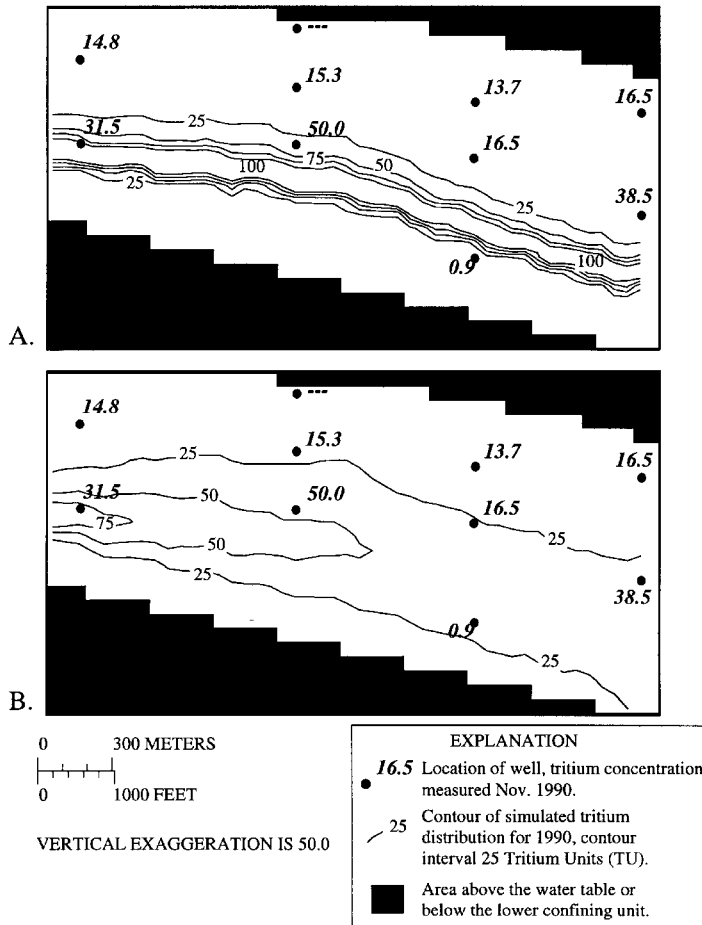 14.8
---
15.3
13.7
16.5
25
31.5
50.0
50
75
16.5
100
25
25
38.5
100
0.9
A.
14.8
---
15.3
13.7
16.5
25
31.5
50
50.0
16.5
75
25
50
25
38.5
0.9
25
B.
0 300 METERS
0 1000 FEET
VERTICAL EXAGGERATION IS 50.0
EXPLANATION
16.5 Location of well, tritium concentration
measured Nov. 1990.
25 Contour of simulated tritium
distribution for 1990, contour
interval 25 Tritium Units (TU).
Area above the water table or
below the lower confining unit.